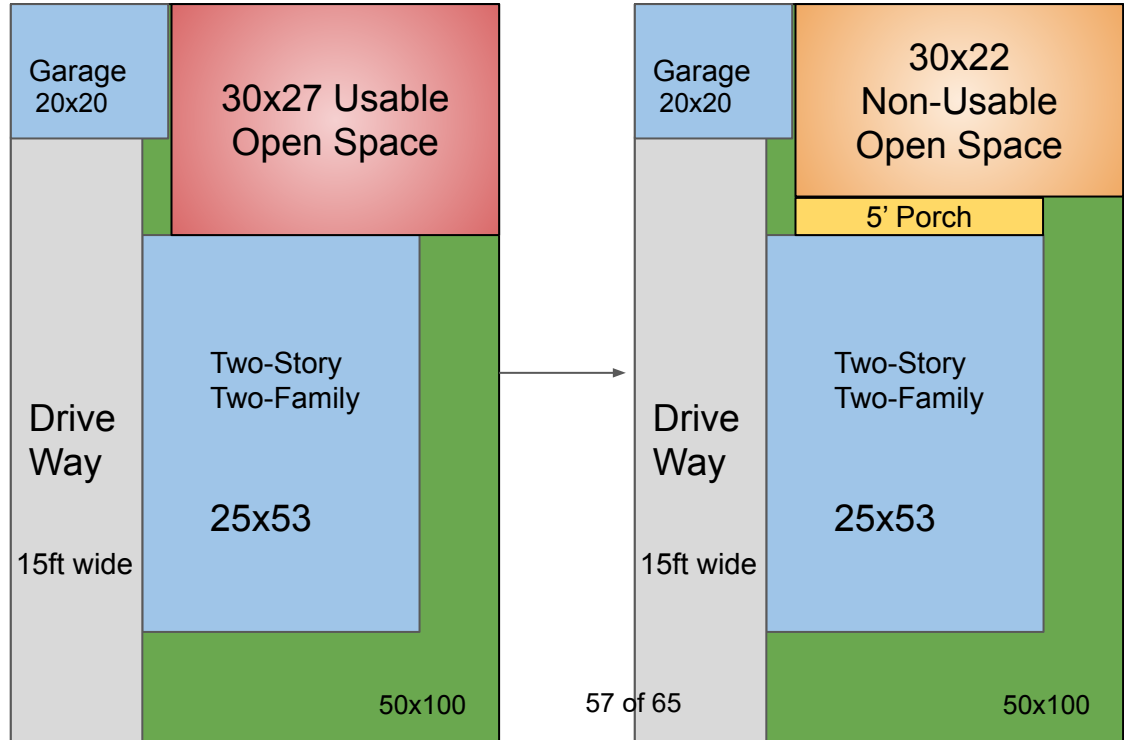 Garage
20x20
30x27 Usable
Open Space
Two-Story
Two-Family
Drive
Way
25x53
15ft wide
50x100
Garage
20x20
30x22
Non-Usable
Open Space
5’ Porch
Two-Story
Two-Family
Drive
Way
25x53
15ft wide
50x100
57 of 65